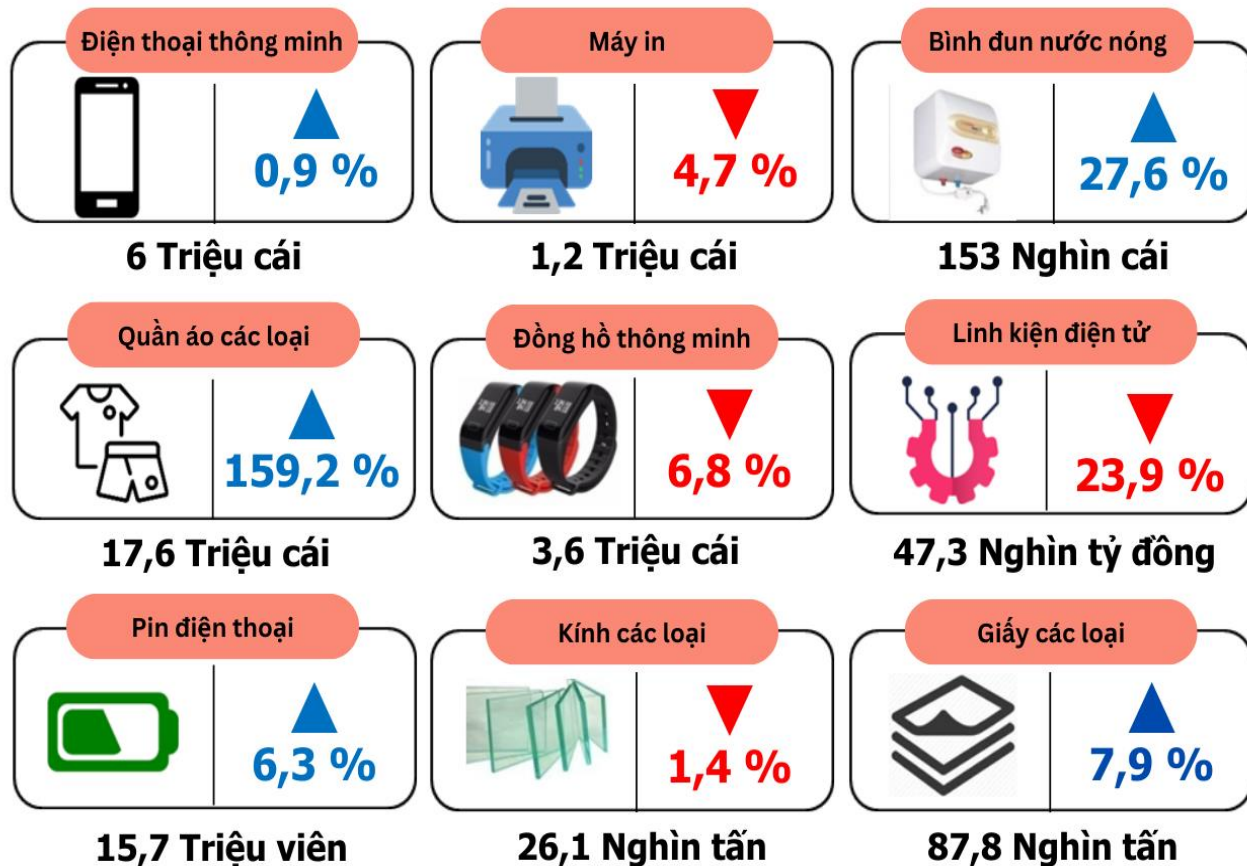 Điện thoại thông minh
0,9 %
6 Triệu cái
Máy in
4,7 %
1,2 Triệu cái
Bình đun nước nóng
27,6 %
153 Nghìn cái
Quần áo các loại
159,2 %
17,6 Triệu cái
Đồng hồ thông minh
6,8 %
3,6 Triệu cái
Linh kiện điện tử
23,9 %
47,3 Nghìn tỷ đồng
Pin điện thoại
6,3 %
15,7 Triệu viên
Kính các loại
1,4 %
26,1 Nghìn tấn
Giấy các loại
7,9 %
87,8 Nghìn tấn